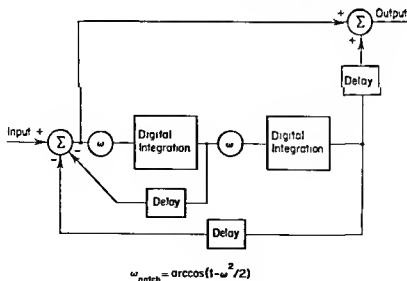 + Σ Output
+
Delay
Input + Σ ω Digital Integration ω Digital Integration
- -
Delay
Delay
ω_notch = arccos(1-ω²/2)